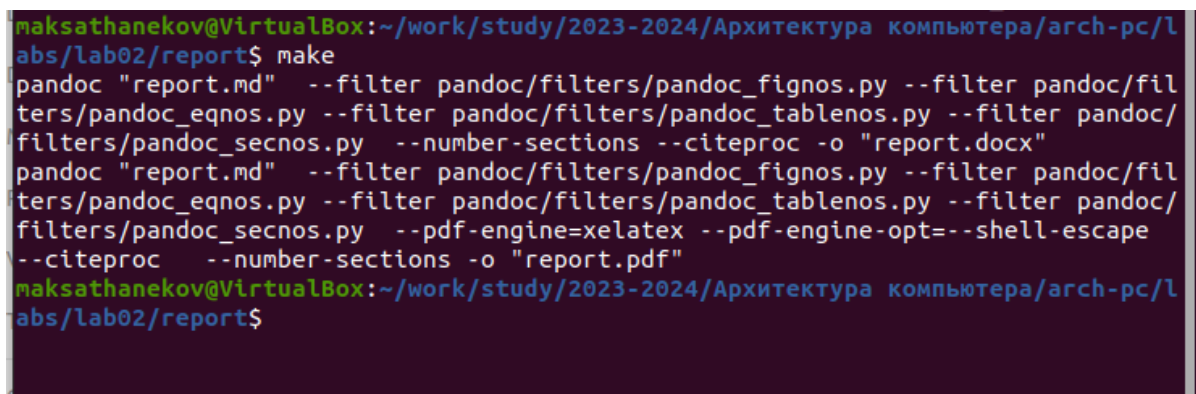 maksathanekov@VirtualBox:~/work/study/2023-2024/Архитектура компьютера/arch-pc/l
abs/lab02/report$ make
pandoc "report.md"  --filter pandoc/filters/pandoc_fignos.py --filter pandoc/fil
ters/pandoc_eqnos.py --filter pandoc/filters/pandoc_tablenos.py --filter pandoc/
filters/pandoc_secnos.py  --number-sections --citeproc -o "report.docx"
pandoc "report.md"  --filter pandoc/filters/pandoc_fignos.py --filter pandoc/fil
ters/pandoc_eqnos.py --filter pandoc/filters/pandoc_tablenos.py --filter pandoc/
filters/pandoc_secnos.py  --pdf-engine=xelatex --pdf-engine-opt=--shell-escape
--citeproc   --number-sections -o "report.pdf"
maksathanekov@VirtualBox:~/work/study/2023-2024/Архитектура компьютера/arch-pc/l
abs/lab02/report$